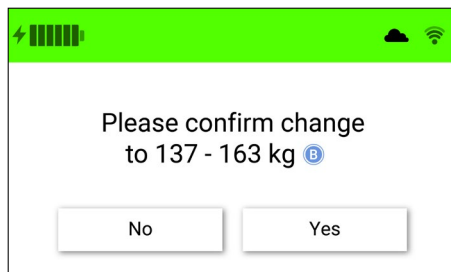 Please confirm change
to 137 - 163 kg B
No
Yes